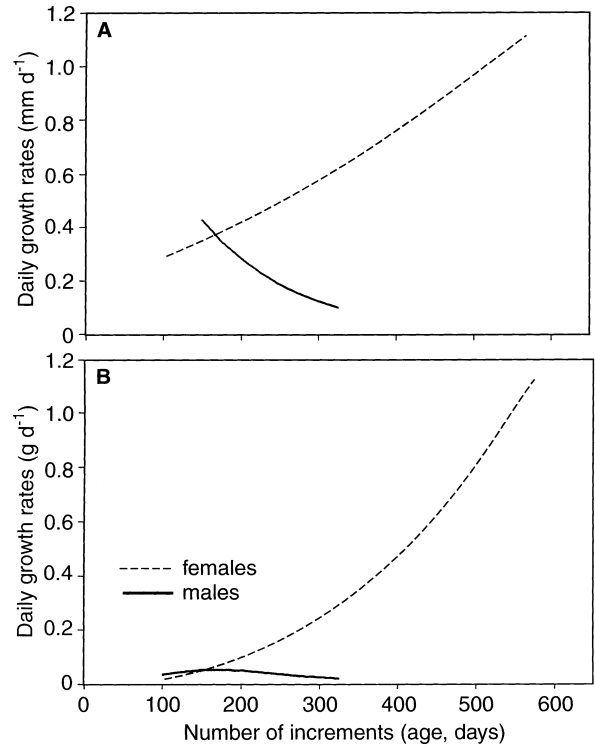 A
1.2
1.0
0.8
0.6
0.4
0.2
0
Daily growth rates (mm d-1)
B
1.2
1.0
0.8
0.6
0.4
0.2
0
Daily growth rates (g d-1)
females
males
0 100 200 300 400 500 600
Number of increments (age, days)